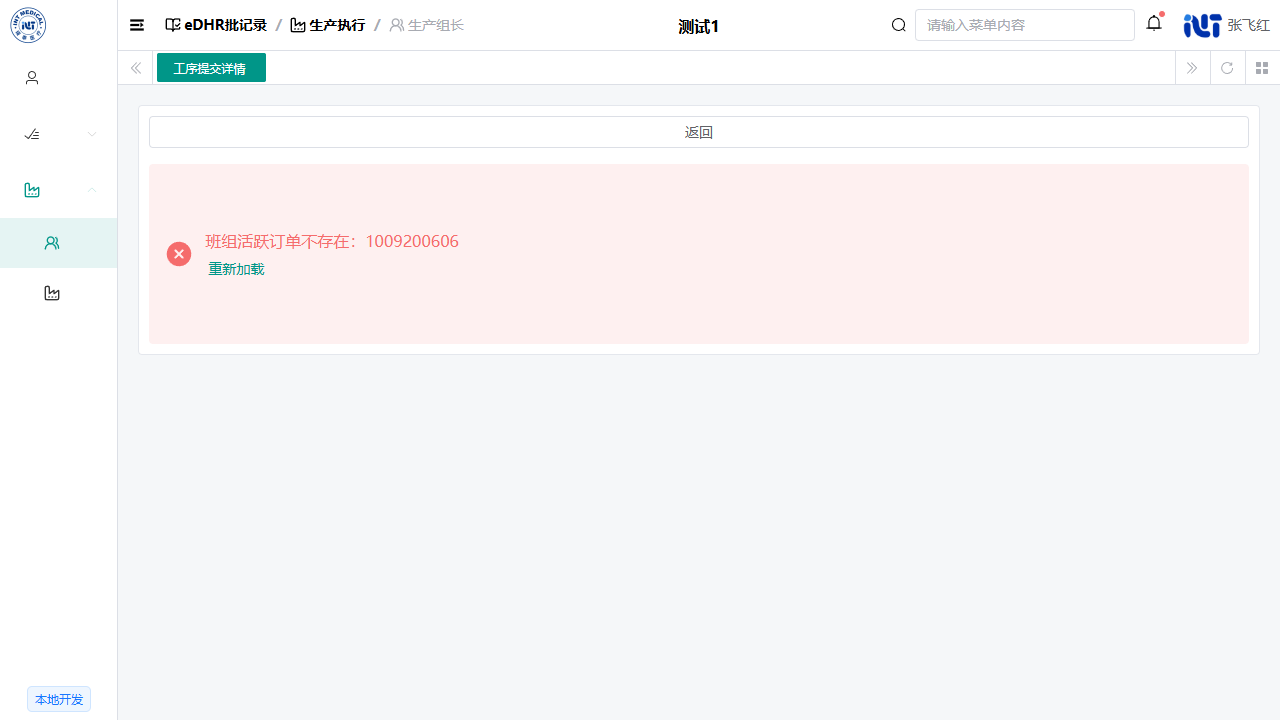 eDHR批记录 / 生产执行 / 生产组长
测试1
请输入菜单内容
张飞红
工序提交详情
返回
班组活跃订单不存在：1009200606
重新加载
本地开发